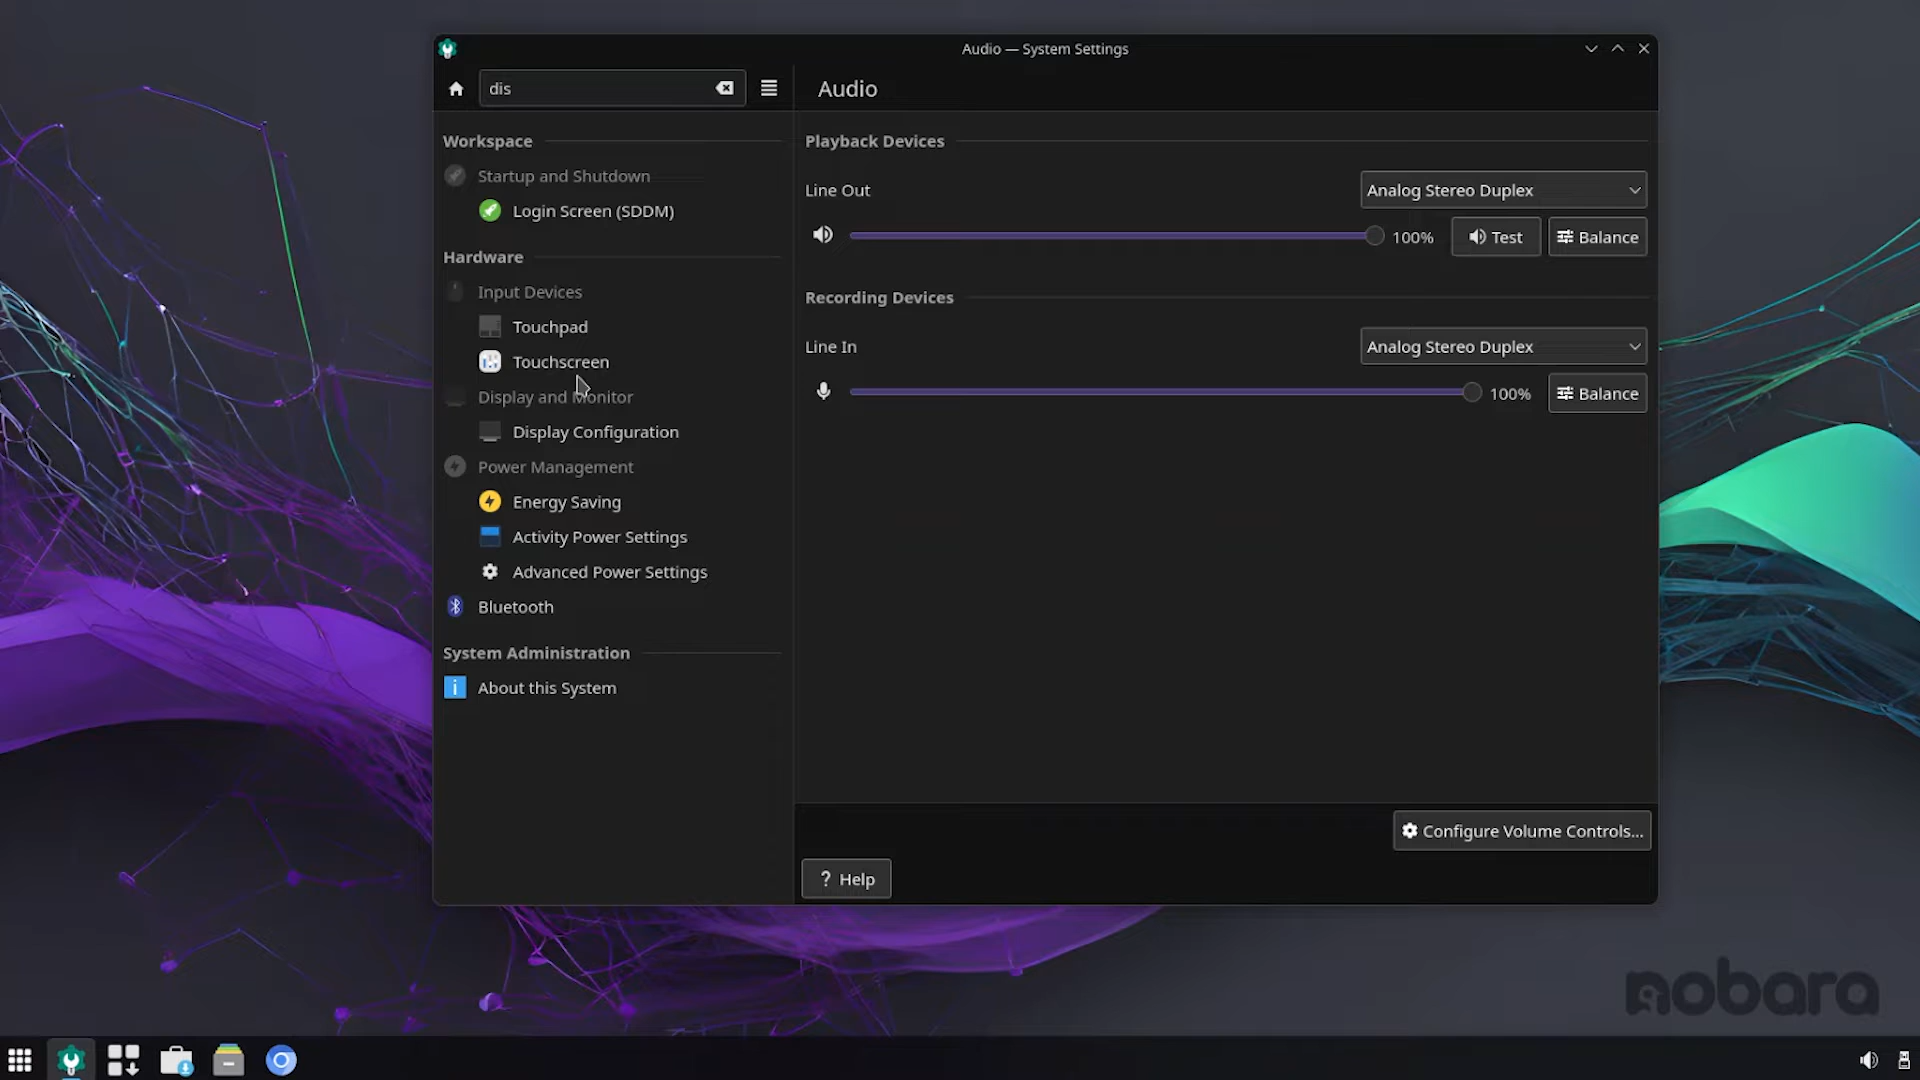 Audio — System Settings
dis
Audio
Workspace
Startup and Shutdown
Login Screen (SDDM)
Hardware
Input Devices
Touchpad
Touchscreen
Display and Monitor
Display Configuration
Power Management
Energy Saving
Activity Power Settings
Advanced Power Settings
Bluetooth
System Administration
About this System
Playback Devices
Line Out
Analog Stereo Duplex
100%
Test
Balance
Recording Devices
Line In
Analog Stereo Duplex
100%
Balance
Configure Volume Controls...
? Help
nobara